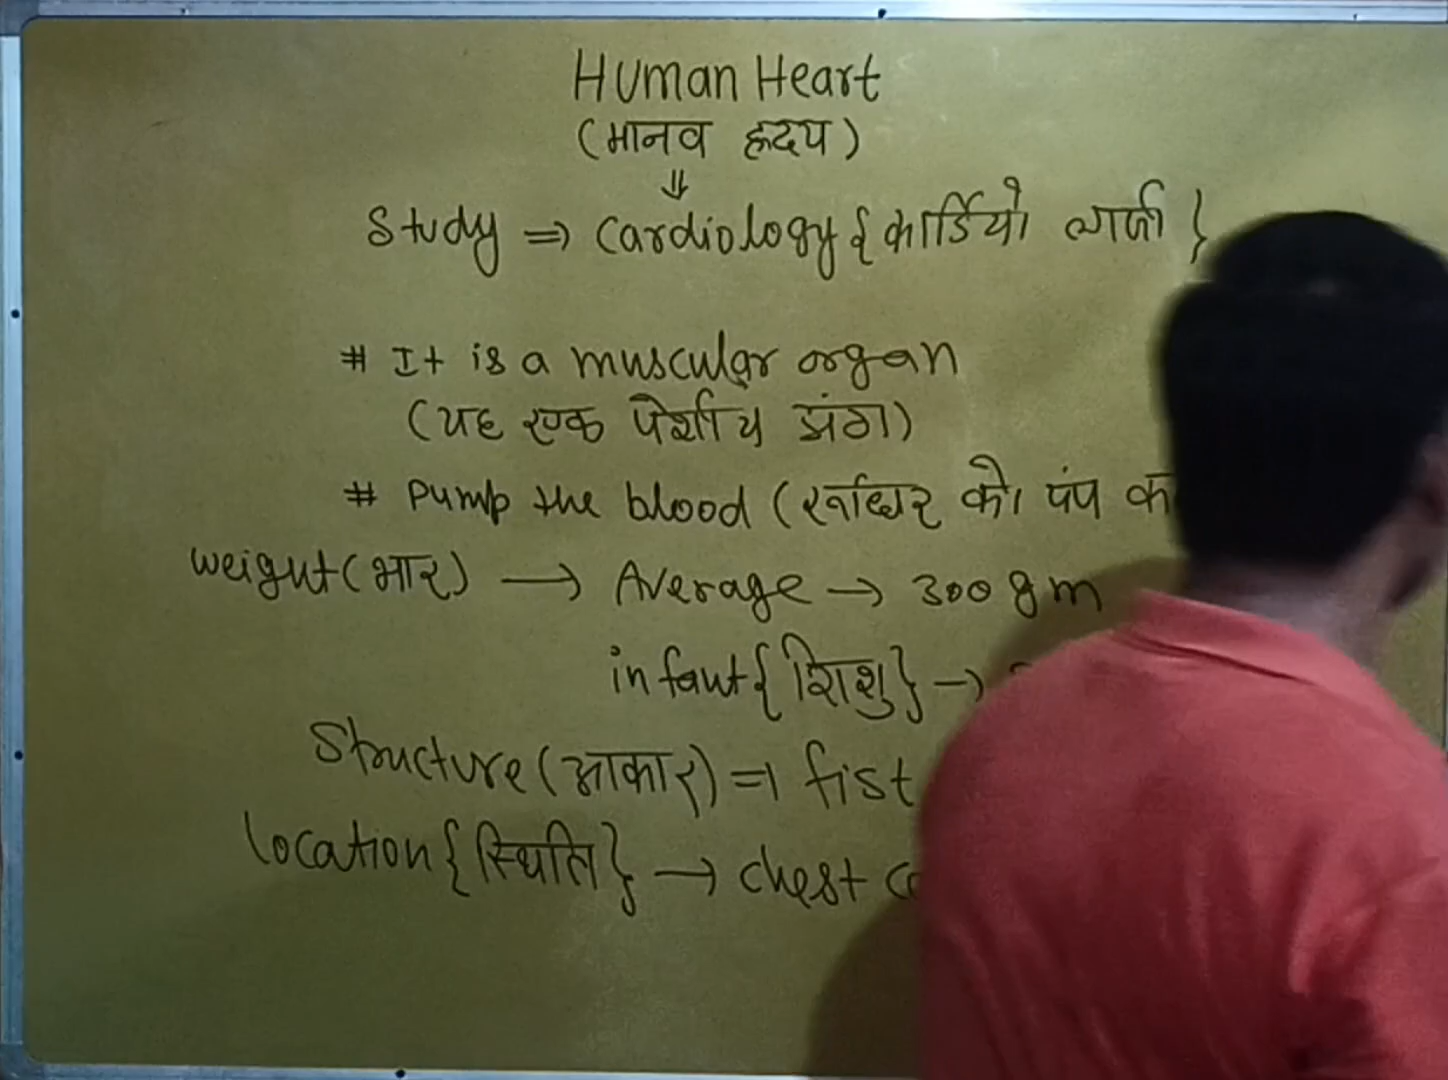 Human Heart
(मानव हृदय)
⇓
Study ⇒ Cardiology {कार्डियो लाजी}
# It is a muscular organ
(यह एक पेशीय अंग)
# Pump the blood ( को पंप
weight (भार) → Average → 300 gm
infant {शिशु} →
Structure (आकार) ⇒ fist
location {स्थिति} → chest